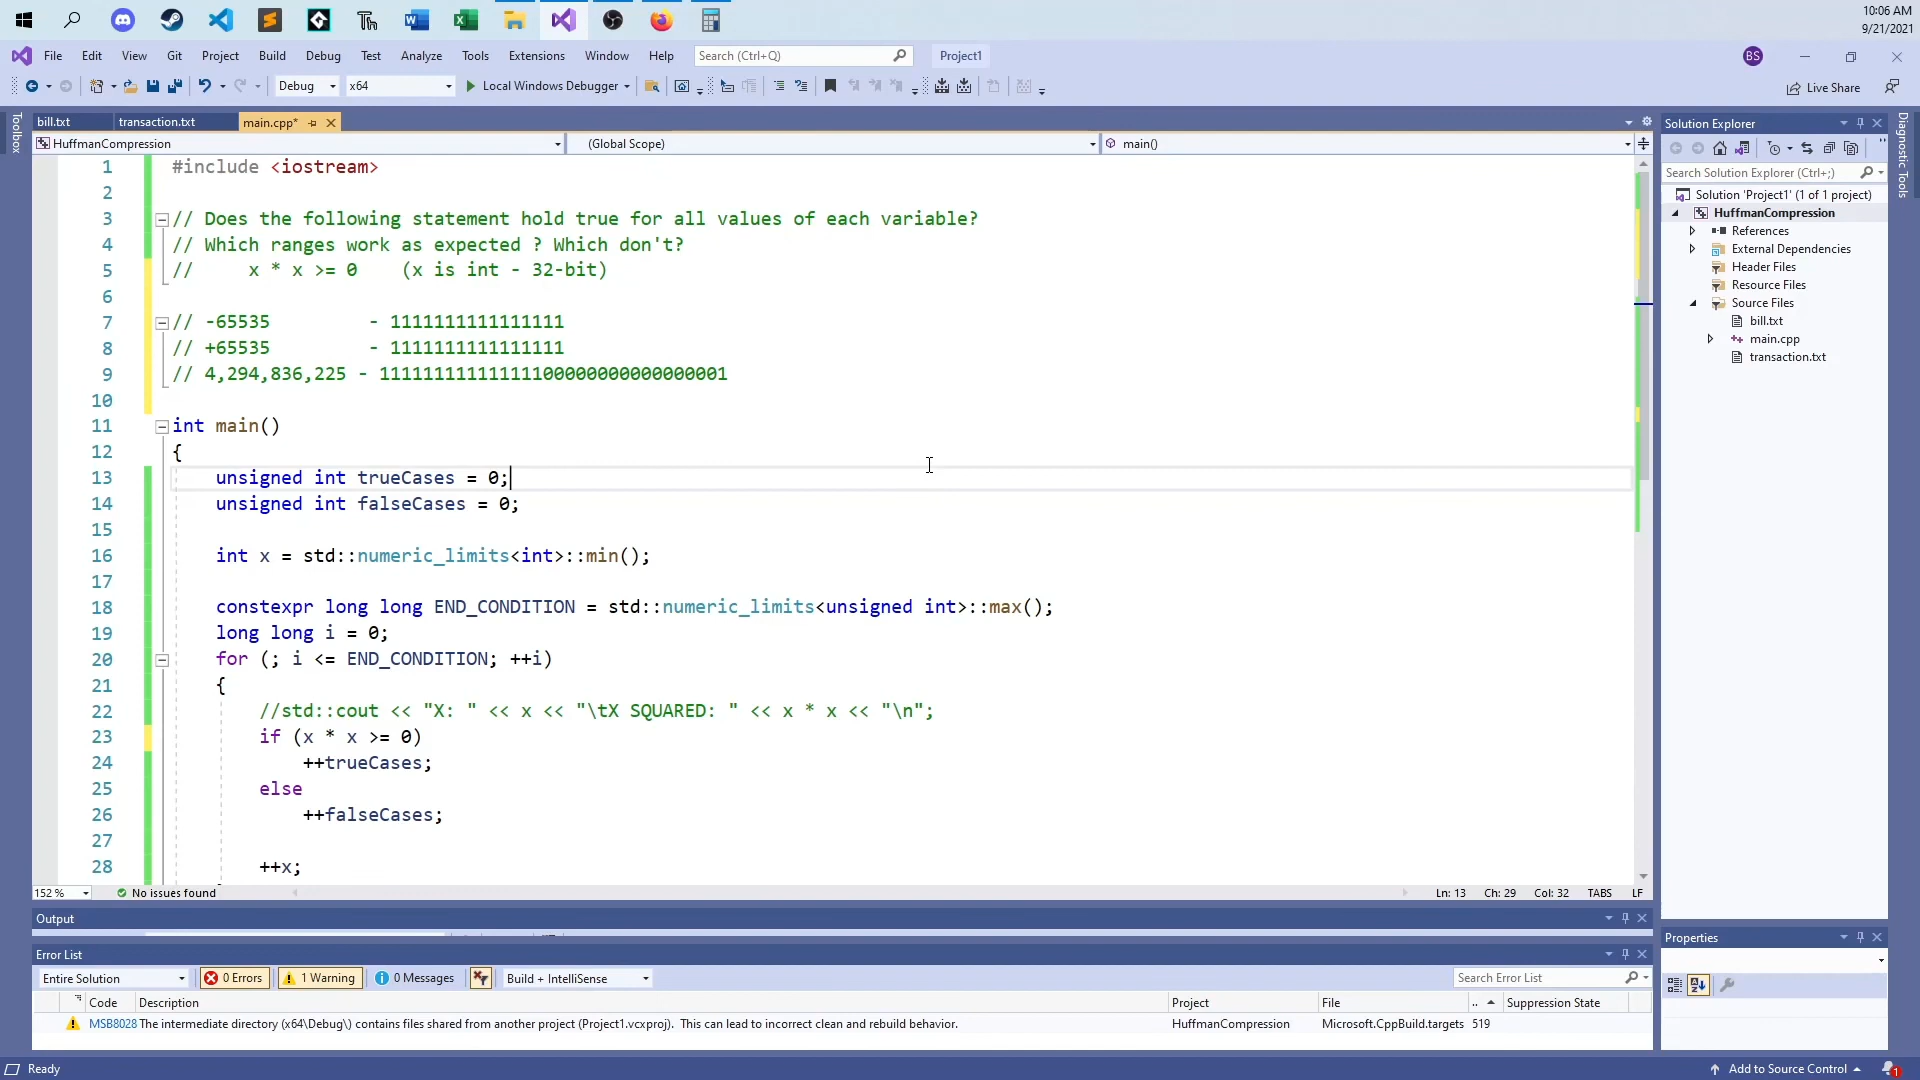 10:06 AM
9/21/2021
File Edit View Git Project Build Debug Test Analyze Tools Extensions Window Help Search (Ctrl+Q) Project1 BS
Debug x64 Local Windows Debugger Live Share
Toolbox
bill.txt transaction.txt main.cpp*
HuffmanCompression (Global Scope) main()
1 #include <iostream>
2
3 // Does the following statement hold true for all values of each variable?
4 // Which ranges work as expected ? Which don't?
5 // x * x >= 0 (x is int - 32-bit)
6
7 // -65535 - 1111111111111111
8 // +65535 - 1111111111111111
9 // 4,294,836,225 - 11111111111111100000000000000001
10
11 int main()
12 {
13 unsigned int trueCases = 0;
14 unsigned int falseCases = 0;
15
16 int x = std::numeric_limits<int>::min();
17
18 constexpr long long END_CONDITION = std::numeric_limits<unsigned int>::max();
19 long long i = 0;
20 for (; i <= END_CONDITION; ++i)
21 {
22 //std::cout << "X: " << x << "\tX SQUARED: " << x * x << "\n";
23 if (x * x >= 0)
24 ++trueCases;
25 else
26 ++falseCases;
27
28 ++x;
152 % No issues found Ln: 13 Ch: 29 Col: 32 TABS LF
Output
Error List
Entire Solution 0 Errors 1 Warning 0 Messages Build + IntelliSense Search Error List
Code Description Project File .. Suppression State
MSB8028 The intermediate directory (x64\Debug\) contains files shared from another project (Project1.vcxproj). This can lead to incorrect clean and rebuild behavior. HuffmanCompression Microsoft.CppBuild.targets 519
Solution Explorer
Search Solution Explorer (Ctrl+;)
Solution 'Project1' (1 of 1 project)
HuffmanCompression
References
External Dependencies
Header Files
Resource Files
Source Files
bill.txt
main.cpp
transaction.txt
Properties
Diagnostic Tools
Ready Add to Source Control 1